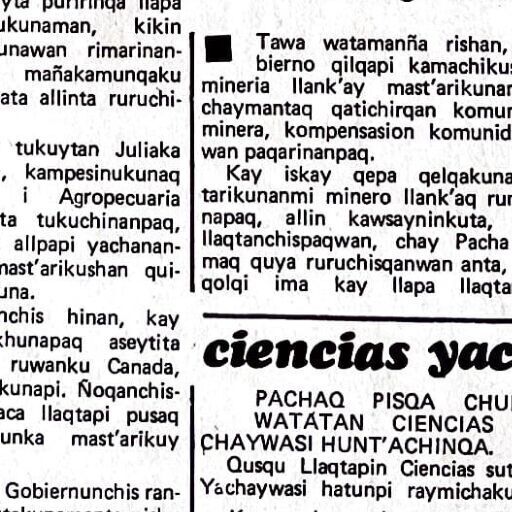 yta puririnqa llapa
ukunaman, kikin
unawan rimarinan-
mañakamunqaku
ata allinta ruruchi-
tukuytan Juliaka
, kampesinukunaq
i Agropecuaria
ta tukuchinanpaq,
allpapi yachanan-
mast'arikushan qui-
una.
nchis hinan, kay
khunapaq aseytita
ruwanku Canada,
kunapi. Ñoqanchis-
aca llaqtapi pusaq
unka mast'arikuy
Gobiernunchis ran-
Tawa watamanña rishan,
bierno qilqapi kamachikus
mineria llank'ay mast'arikunan
chaymantaq qatichirqan komun
minera, kompensasion komunid
wan paqarinanpaq.
Kay iskay qepa qelqakuna
tarikunanmi minero llank'aq run
napaq, allin kawsayninkuta,
llaqtanchispaqwan, chay Pacha
maq quya ruruchisqanwan anta,
qolqi ima kay llapa llaqta
ciencias yac
PACHAQ PISQA CHUN
WATATAN CIENCIAS
CHAYWASI HUNT'ACHINQA.
Qusqu Llaqtapin Ciencias sut
Yachaywasi hatunpi raymichaku